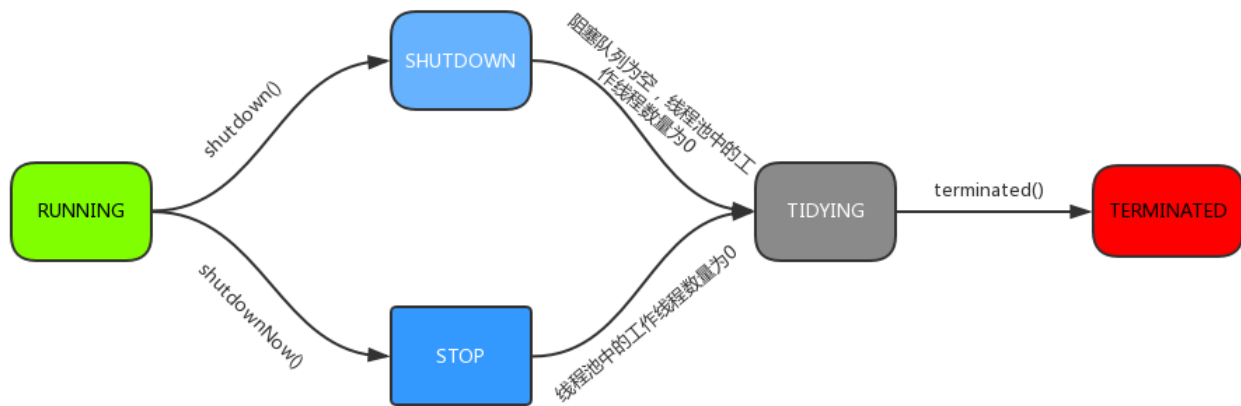 RUNNING
shutdown()
shutdownNow()
SHUTDOWN
STOP
阻塞队列为空，线程池中的工
作线程数量为0
线程池中的工作线程数量为0
TIDYING
terminated()
TERMINATED